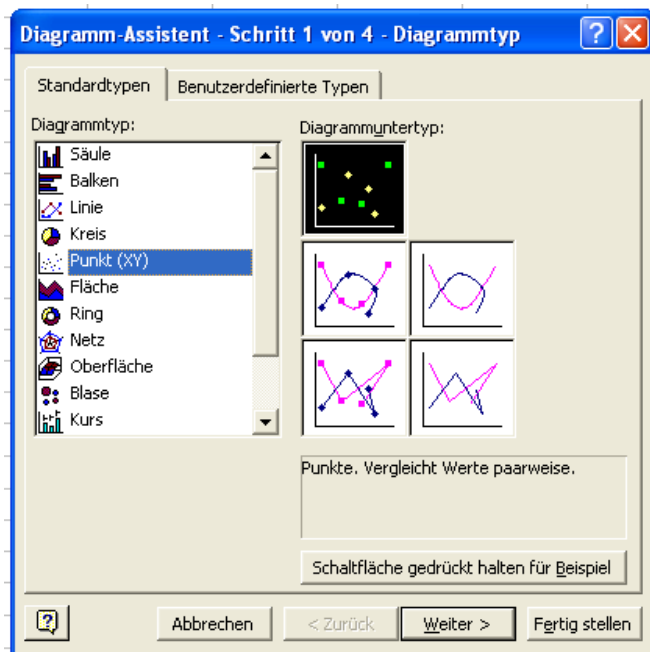 Diagramm-Assistent - Schritt 1 von 4 - Diagrammtyp
Standardtypen
Benutzerdefinierte Typen
Diagrammtyp:
Säule
Balken
Linie
Kreis
Punkt (XY)
Fläche
Ring
Netz
Oberfläche
Blase
Kurs
Diagrammuntertyp:
Punkte. Vergleicht Werte paarweise.
Schaltfläche gedrückt halten für Beispiel
Abbrechen
< Zurück
Weiter >
Fertig stellen